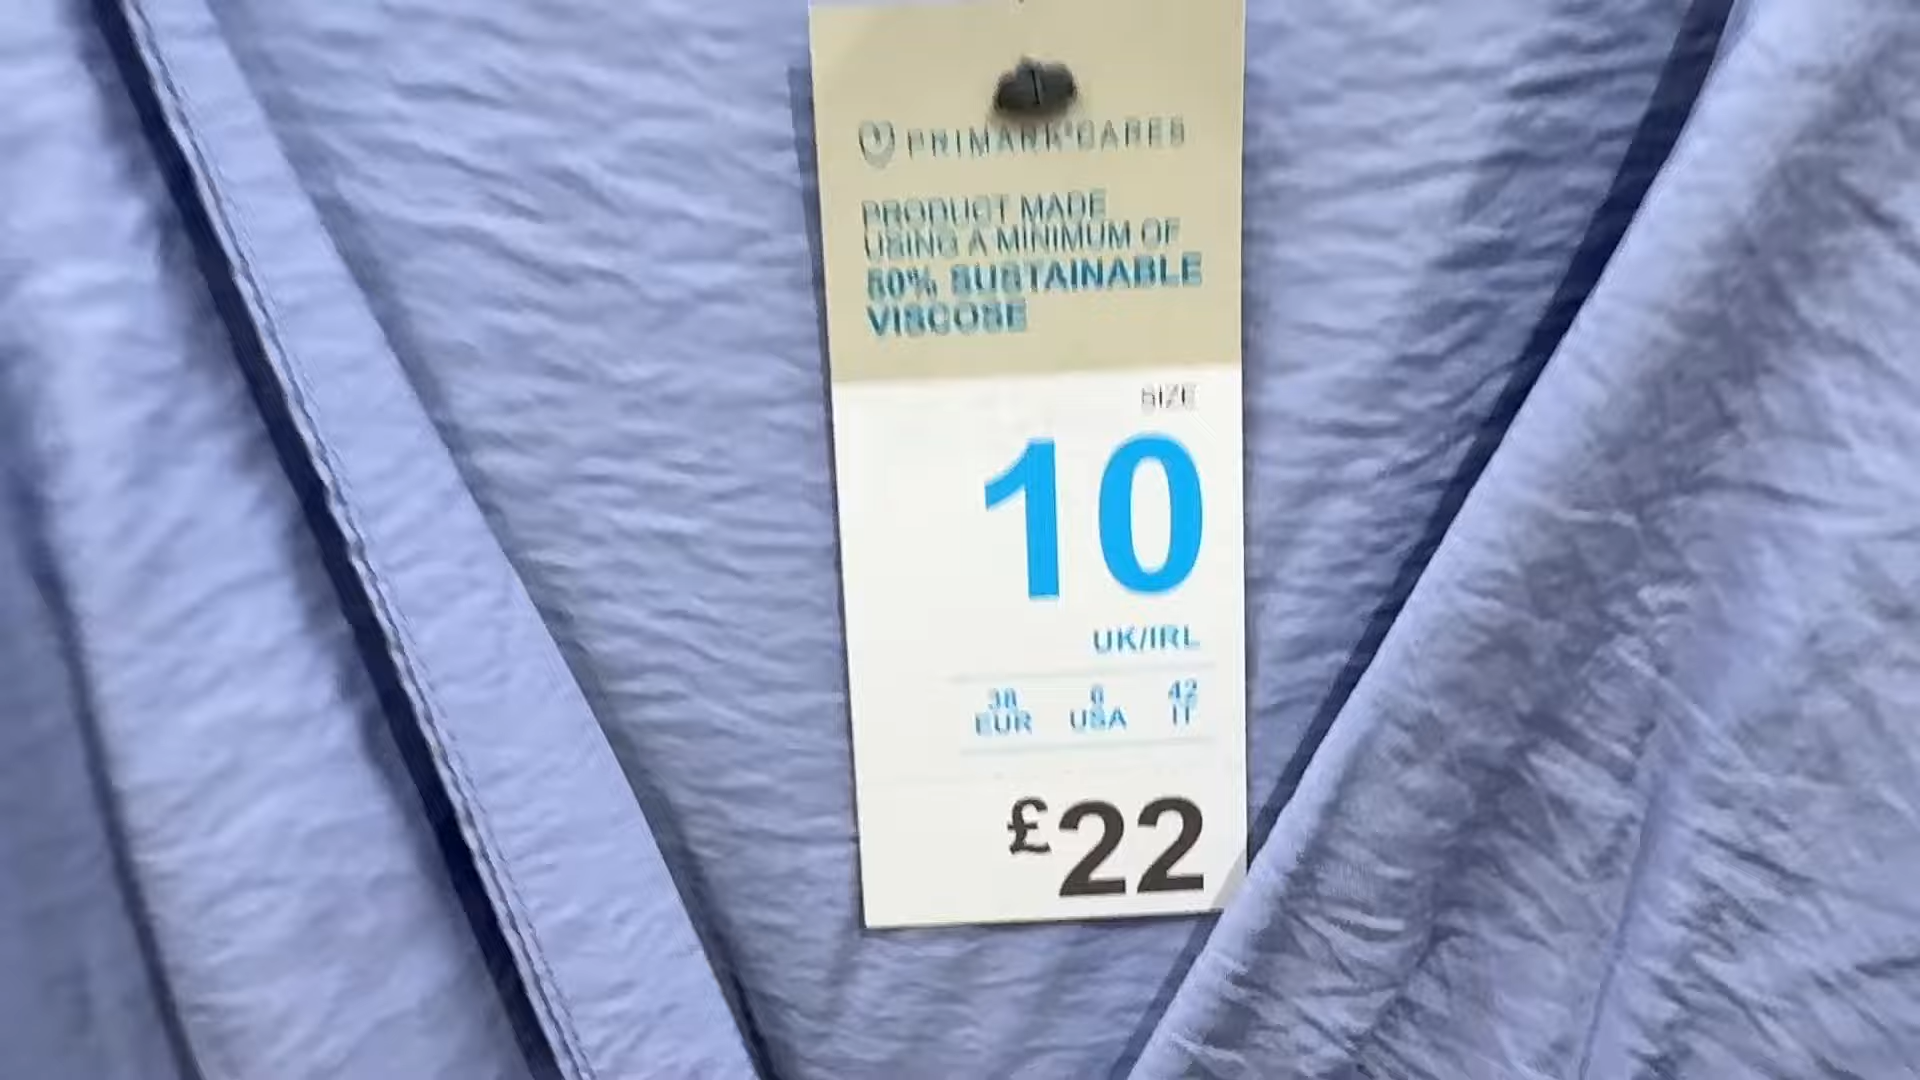 PRIMARK CARES
PRODUCT MADE
USING A MINIMUM OF
50% SUSTAINABLE
VISCOSE
SIZE
10
UK/IRL
38 6 42
EUR USA IT
£22